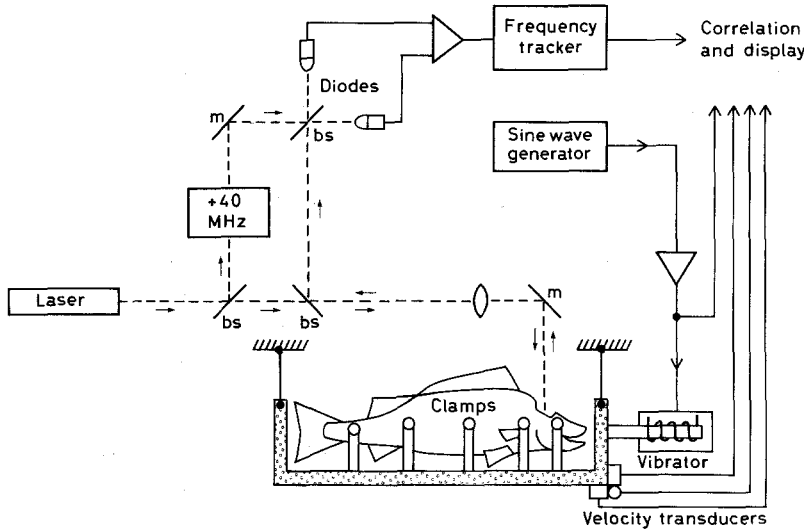 Frequency
tracker
Correlation
and display
Diodes
m
bs
Sine wave
generator
+40
MHz
Laser
bs
bs
m
Clamps
Vibrator
Velocity transducers